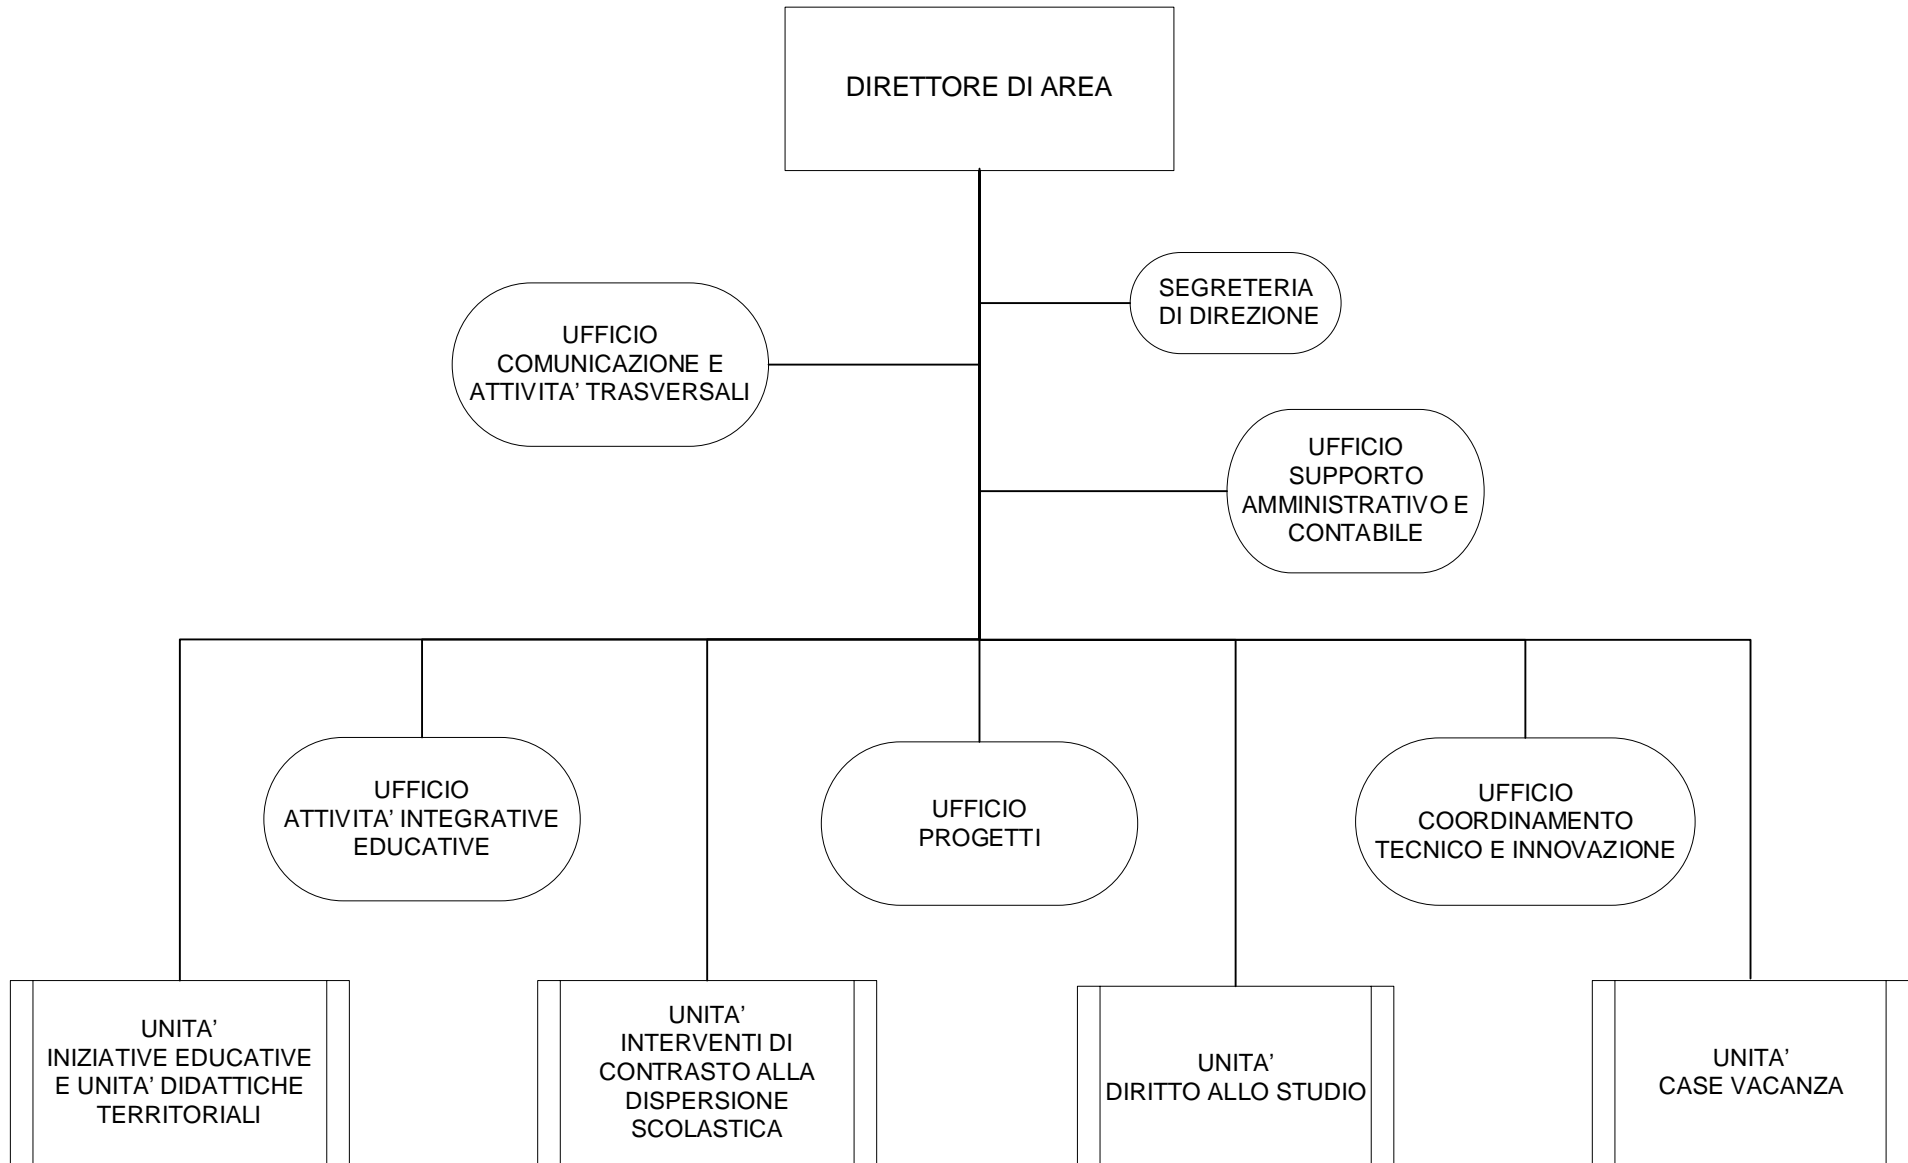 DIRETTORE DI AREA
SEGRETERIA
DI DIREZIONE
UFFICIO
COMUNICAZIONE E
ATTIVITA’ TRASVERSALI
UFFICIO
SUPPORTO
AMMINISTRATIVO E
CONTABILE
UFFICIO
ATTIVITA’ INTEGRATIVE
EDUCATIVE
UFFICIO
PROGETTI
UFFICIO
COORDINAMENTO
TECNICO E INNOVAZIONE
UNITA’
INIZIATIVE EDUCATIVE
E UNITA’ DIDATTICHE
TERRITORIALI
UNITA’
INTERVENTI DI
CONTRASTO ALLA
DISPERSIONE
SCOLASTICA
UNITA’
DIRITTO ALLO STUDIO
UNITA’
CASE VACANZA